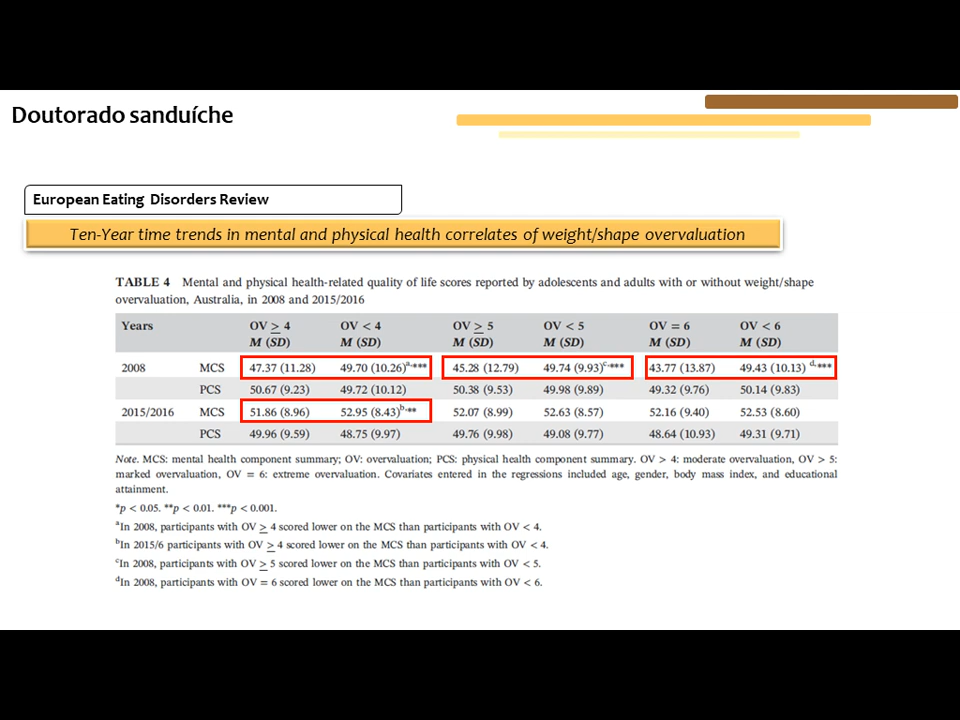 Doutorado sanduíche
European Eating Disorders Review
Ten-Year time trends in mental and physical health correlates of weight/shape overvaluation
TABLE 4 Mental and physical health-related quality of life scores reported by adolescents and adults with or without weight/shape
overvaluation, Australia, in 2008 and 2015/2016
Years OV ≥ 4 OV < 4 OV ≥ 5 OV < 5 OV = 6 OV < 6
M (SD) M (SD) M (SD) M (SD) M (SD) M (SD)
2008 MCS 47.37 (11.28) 49.70 (10.26)a,*** 45.28 (12.79) 49.74 (9.93)c,*** 43.77 (13.87) 49.43 (10.13) d,***
PCS 50.67 (9.23) 49.72 (10.12) 50.38 (9.53) 49.98 (9.89) 49.32 (9.76) 50.14 (9.83)
2015/2016 MCS 51.86 (8.96) 52.95 (8.43)b,** 52.07 (8.99) 52.63 (8.57) 52.16 (9.40) 52.53 (8.60)
PCS 49.96 (9.59) 48.75 (9.97) 49.76 (9.98) 49.08 (9.77) 48.64 (10.93) 49.31 (9.71)
Note. MCS: mental health component summary; OV: overvaluation; PCS: physical health component summary. OV > 4: moderate overvaluation, OV > 5:
marked overvaluation, OV = 6: extreme overvaluation. Covariates entered in the regressions included age, gender, body mass index, and educational
attainment.
*p < 0.05. **p < 0.01. ***p < 0.001.
aIn 2008, participants with OV ≥ 4 scored lower on the MCS than participants with OV < 4.
bIn 2015/6 participants with OV ≥ 4 scored lower on the MCS than participants with OV < 4.
cIn 2008, participants with OV ≥ 5 scored lower on the MCS than participants with OV < 5.
dIn 2008, participants with OV = 6 scored lower on the MCS than participants with OV < 6.